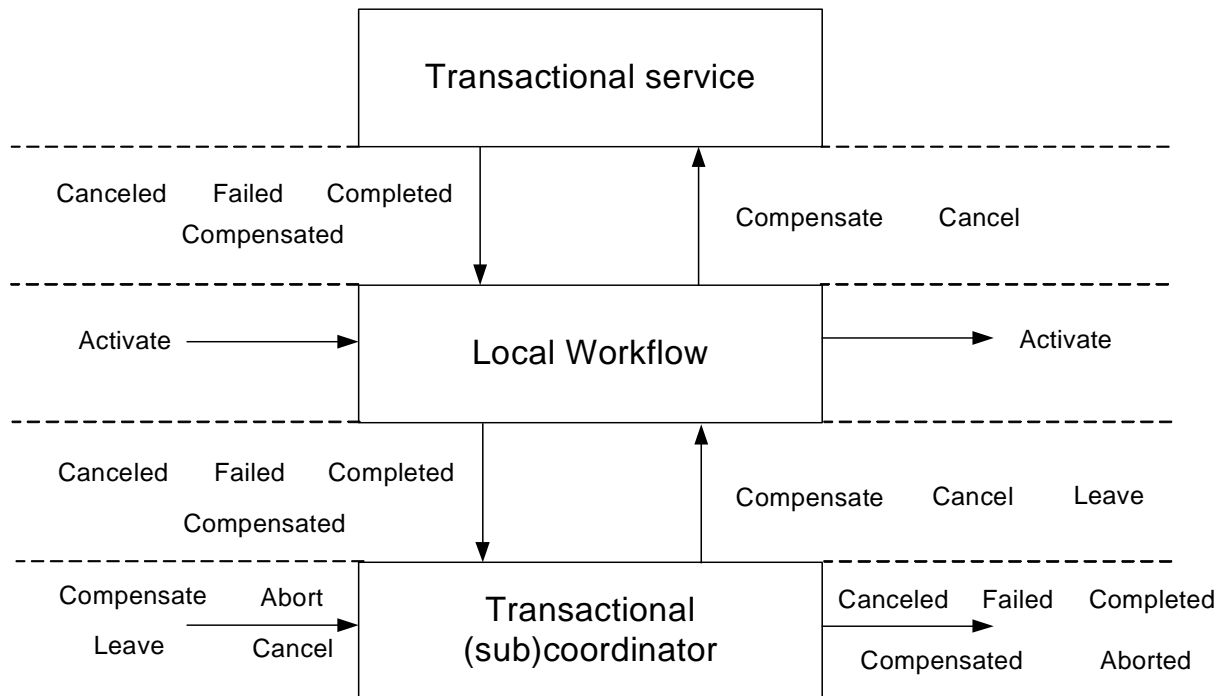 Transactional service
Canceled Failed Completed
Compensated
Compensate Cancel
Activate
Local Workflow
Activate
Canceled Failed Completed
Compensated
Compensate Cancel Leave
Compensate Abort
Leave Cancel
Transactional
(sub)coordinator
Canceled Failed Completed
Compensated Aborted